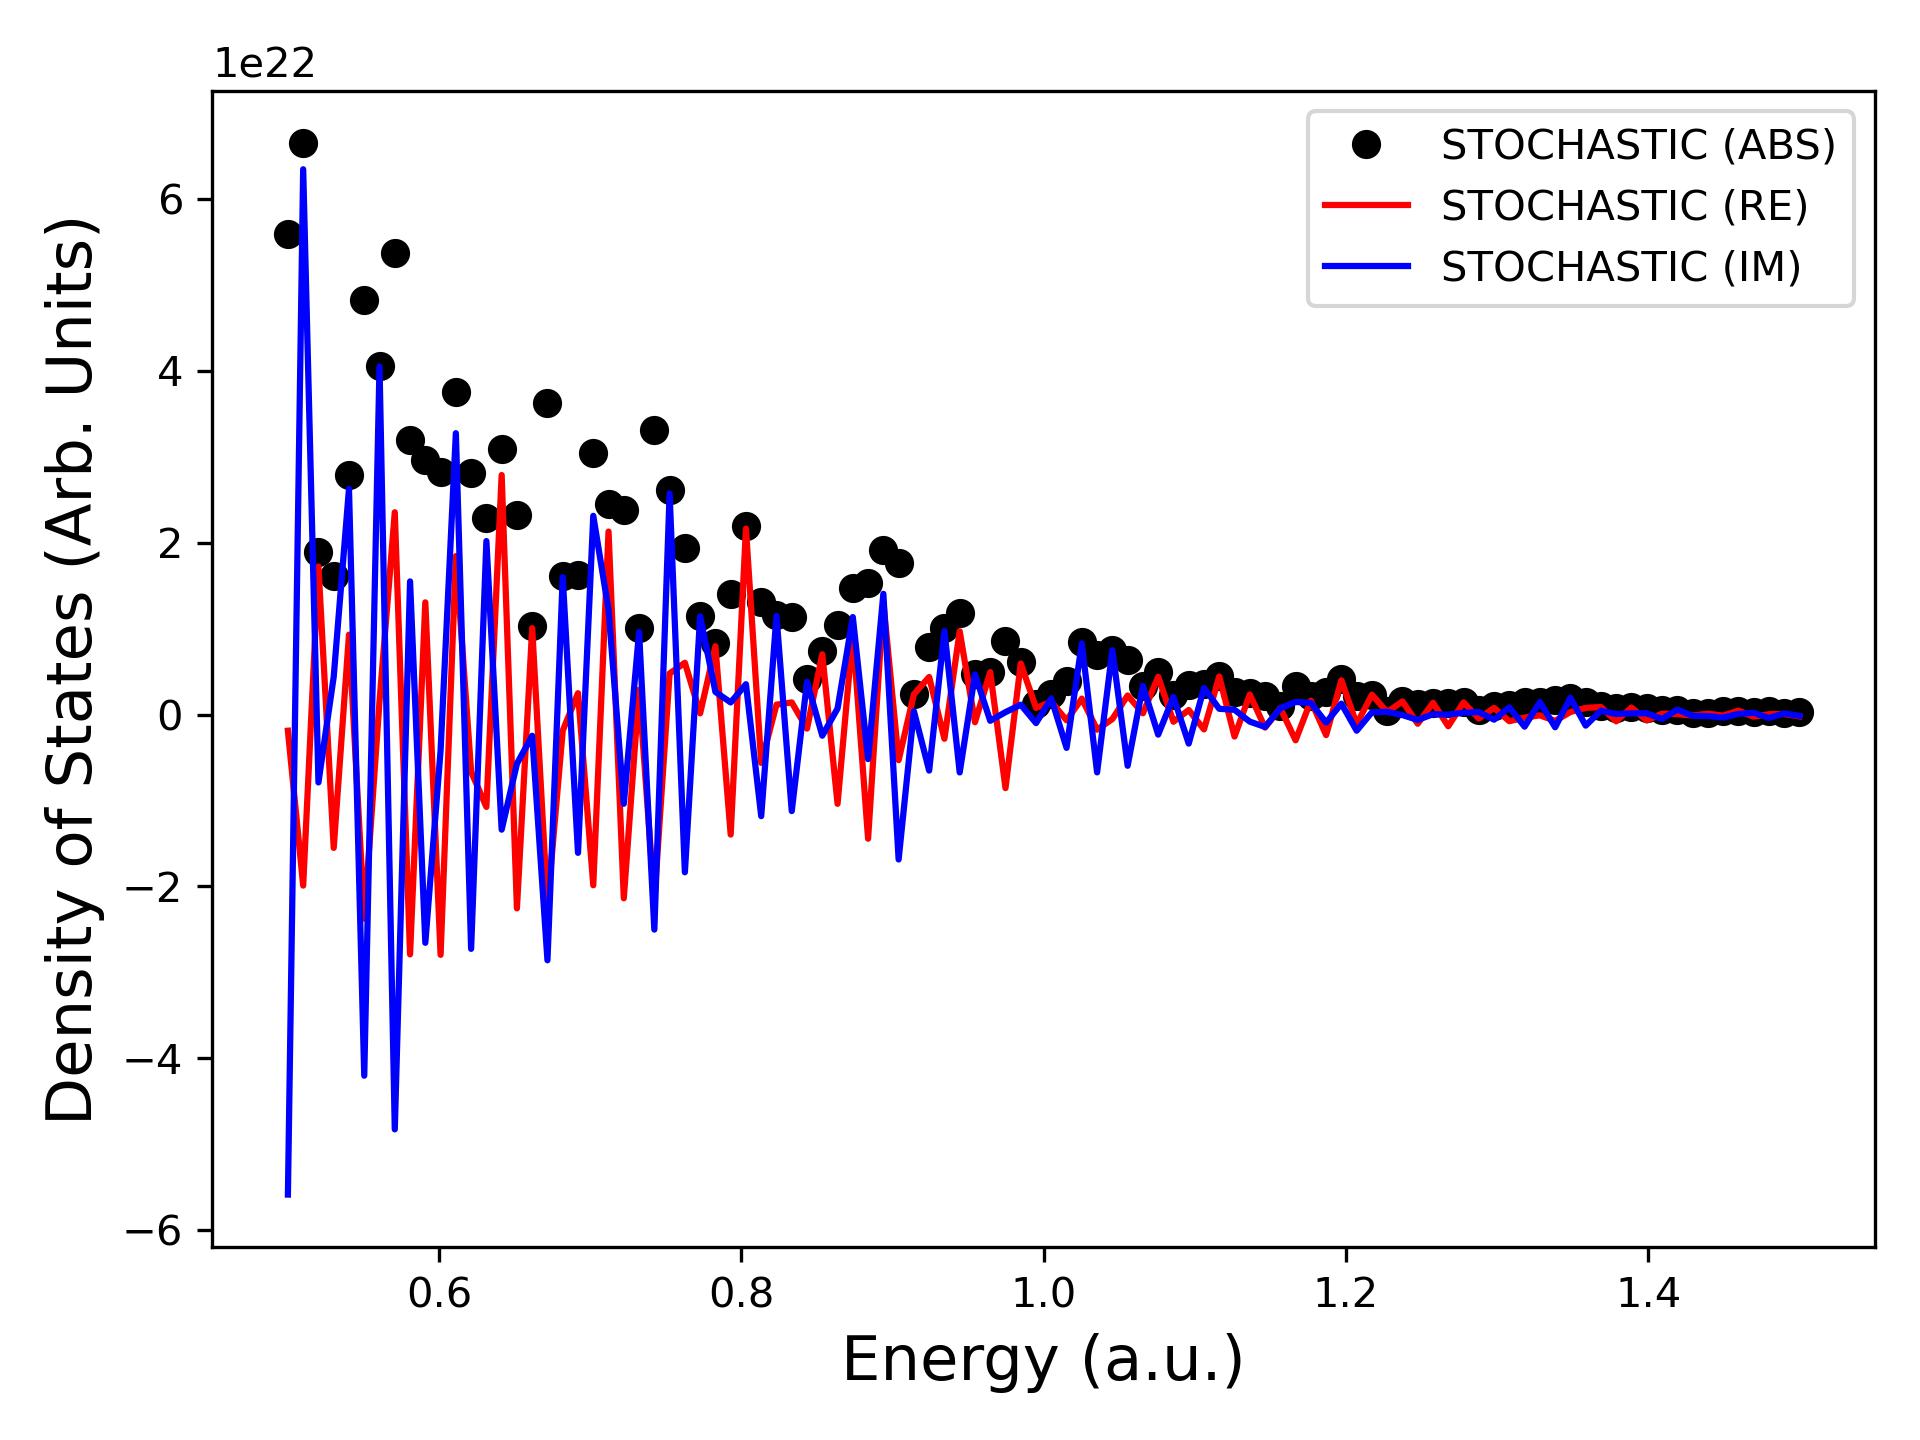 1e22
STOCHASTIC (ABS)
STOCHASTIC (RE)
STOCHASTIC (IM)
6
4
2
0
−2
−4
−6
Density of States (Arb. Units)
0.6 0.8 1.0 1.2 1.4
Energy (a.u.)